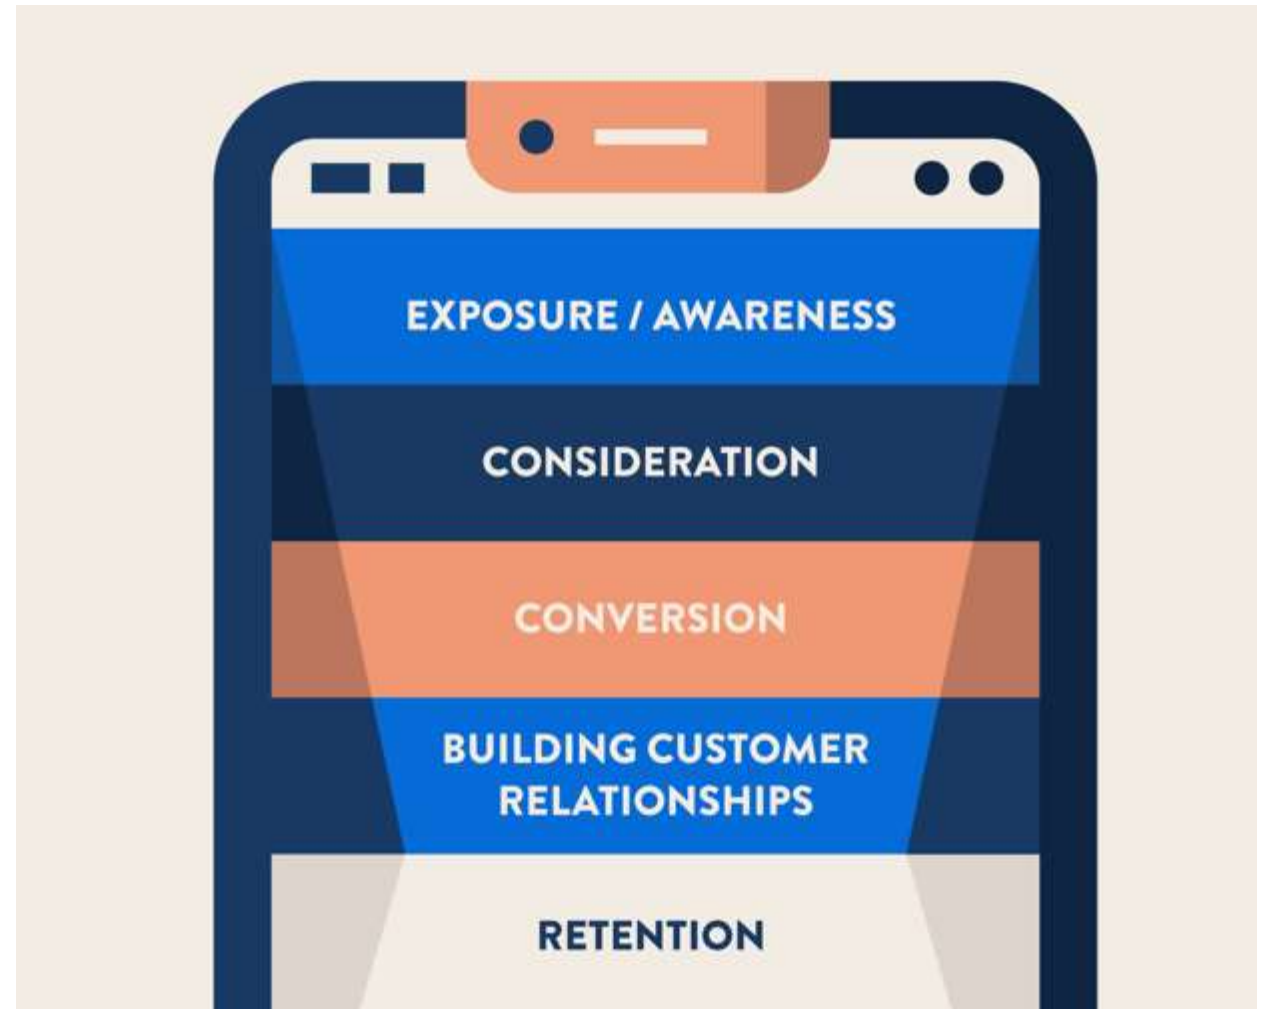 EXPOSURE / AWARENESS
CONSIDERATION
CONVERSION
BUILDING CUSTOMER
RELATIONSHIPS
RETENTION